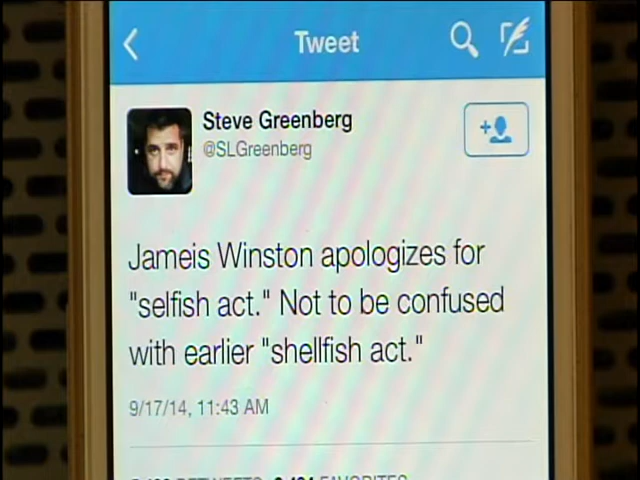 Tweet
Steve Greenberg
@SLGreenberg
Jameis Winston apologizes for
"selfish act." Not to be confused
with earlier "shellfish act."
9/17/14, 11:43 AM
RETWEETS FAVORITES